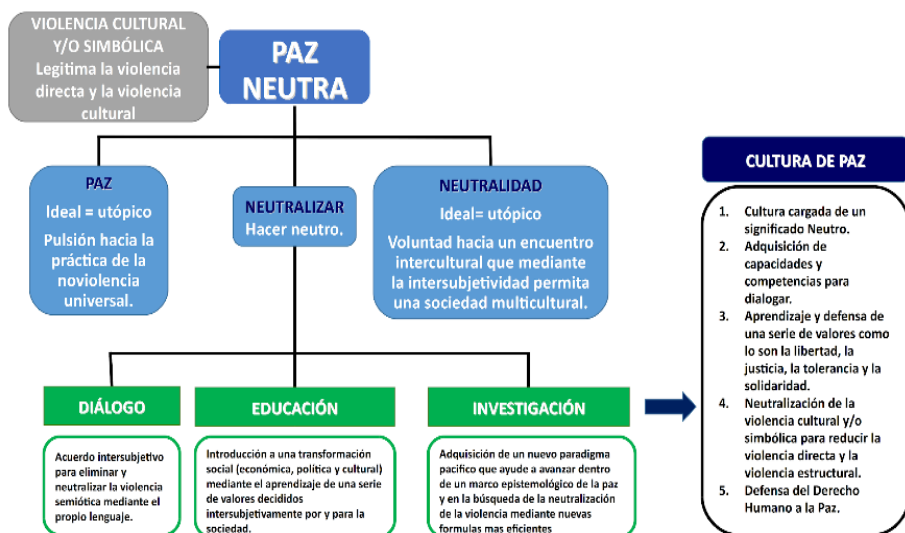 VIOLENCIA CULTURAL
Y/O SIMBÓLICA
Legitima la violencia
directa y la violencia
cultural
PAZ
NEUTRA
PAZ
Ideal = utópico
Pulsión hacia la
práctica de la
noviolencia
universal.
NEUTRALIZAR
Hacer neutro.
NEUTRALIDAD
Ideal= utópico
Voluntad hacia un encuentro
intercultural que mediante
la intersubjetividad permita
una sociedad multicultural.
DIÁLOGO
Acuerdo intersubjetivo
para eliminar y
neutralizar la violencia
semiótica mediante el
propio lenguaje.
EDUCACIÓN
Introducción a una transformación
social (económica, política y cultural)
mediante el aprendizaje de una serie
de valores decididos
intersubjetivamente por y para la
sociedad.
INVESTIGACIÓN
Adquisición de un nuevo paradigma
pacifico que ayude a avanzar dentro
de un marco epistemológico de la paz
y en la búsqueda de la neutralización
de la violencia mediante nuevas
formulas mas eficientes
CULTURA DE PAZ
1. Cultura cargada de un
significado Neutro.
2. Adquisición de
capacidades y
competencias para
dialogar.
3. Aprendizaje y defensa de
una serie de valores como
lo son la libertad, la
justicia, la tolerancia y la
solidaridad.
4. Neutralización de la
violencia cultural y/o
simbólica para reducir la
violencia directa y la
violencia estructural.
5. Defensa del Derecho
Humano a la Paz.